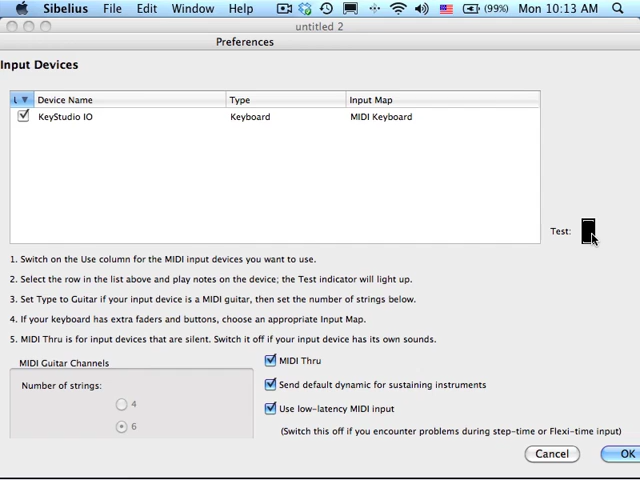 Sibelius File Edit Window Help (99%) Mon 10:13 AM
untitled 2
Preferences
Input Devices
Device Name Type Input Map
KeyStudio IO Keyboard MIDI Keyboard
Test:
1. Switch on the Use column for the MIDI input devices you want to use.
2. Select the row in the list above and play notes on the device; the Test indicator will light up.
3. Set Type to Guitar if your input device is a MIDI guitar, then set the number of strings below.
4. If your keyboard has extra faders and buttons, choose an appropriate Input Map.
5. MIDI Thru is for input devices that are silent. Switch it off if your input device has its own sounds.
MIDI Guitar Channels
Number of strings:
4
6
MIDI Thru
Send default dynamic for sustaining instruments
Use low-latency MIDI input
(Switch this off if you encounter problems during step-time or Flexi-time input)
Cancel OK